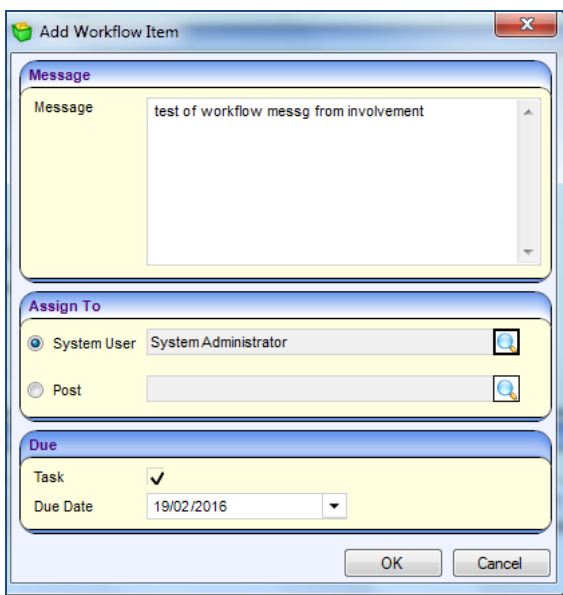 Add Workflow Item
Message
Message
test of workflow messg from involvement
Assign To
System User
System Administrator
Post
Due
Task
Due Date
19/02/2016
OK
Cancel